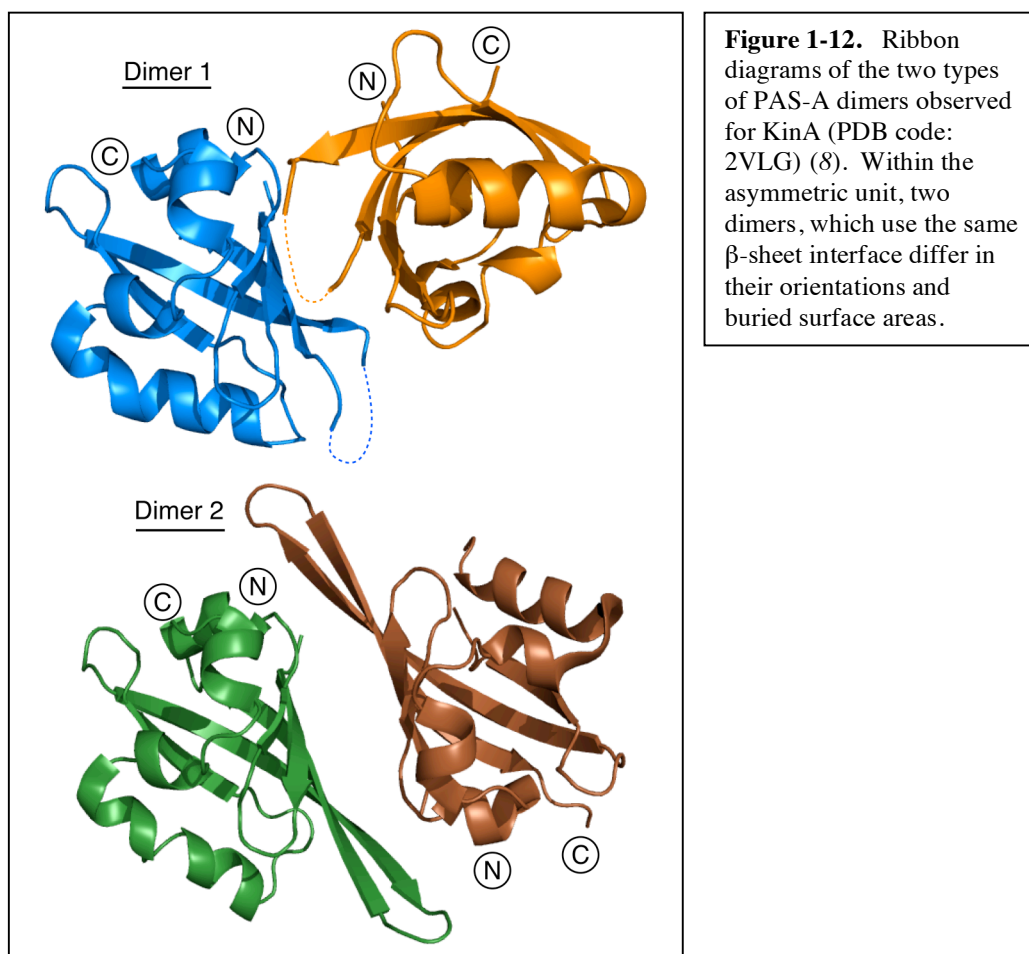 Dimer 1
N
C
C
N
Figure 1-12. Ribbon
diagrams of the two types
of PAS-A dimers observed
for KinA (PDB code:
2VLG) (8). Within the
asymmetric unit, two
dimers, which use the same
β-sheet interface differ in
their orientations and
buried surface areas.
Dimer 2
C
N
N
C